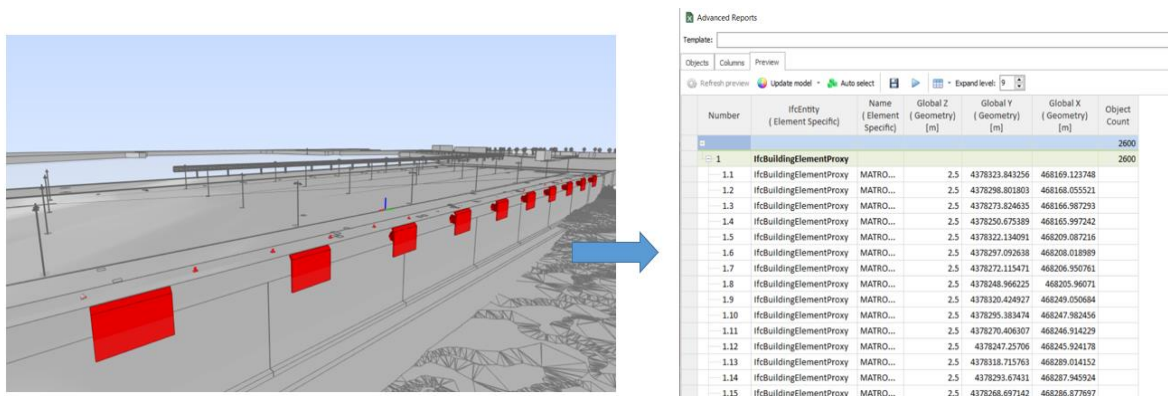 Advanced Reports
Template:
Objects Columns Preview
Refresh preview Update model Auto select Expand level: 9
Number IfcEntity ( Element Specific) Name ( Element Specific) Global Z ( Geometry) [m] Global Y ( Geometry) [m] Global X ( Geometry) [m] Object Count
2600
1 IfcBuildingElementProxy 2600
1.1 IfcBuildingElementProxy MATRO... 2.5 4378323.843256 468169.123748
1.2 IfcBuildingElementProxy MATRO... 2.5 4378298.801803 468168.055521
1.3 IfcBuildingElementProxy MATRO... 2.5 4378273.824635 468166.987293
1.4 IfcBuildingElementProxy MATRO... 2.5 4378250.675389 468165.997242
1.5 IfcBuildingElementProxy MATRO... 2.5 4378322.134091 468209.087216
1.6 IfcBuildingElementProxy MATRO... 2.5 4378297.092638 468208.018989
1.7 IfcBuildingElementProxy MATRO... 2.5 4378272.115471 468206.950761
1.8 IfcBuildingElementProxy MATRO... 2.5 4378248.966225 468205.96071
1.9 IfcBuildingElementProxy MATRO... 2.5 4378320.424927 468249.050684
1.10 IfcBuildingElementProxy MATRO... 2.5 4378295.383474 468247.982456
1.11 IfcBuildingElementProxy MATRO... 2.5 4378270.406307 468246.914229
1.12 IfcBuildingElementProxy MATRO... 2.5 4378247.25706 468245.924178
1.13 IfcBuildingElementProxy MATRO... 2.5 4378318.715763 468289.014152
1.14 IfcBuildingElementProxy MATRO... 2.5 4378293.67431 468287.945924
1.15 IfcBuildingElementProxy MATRO... 2.5 4378268.697142 468286.877697